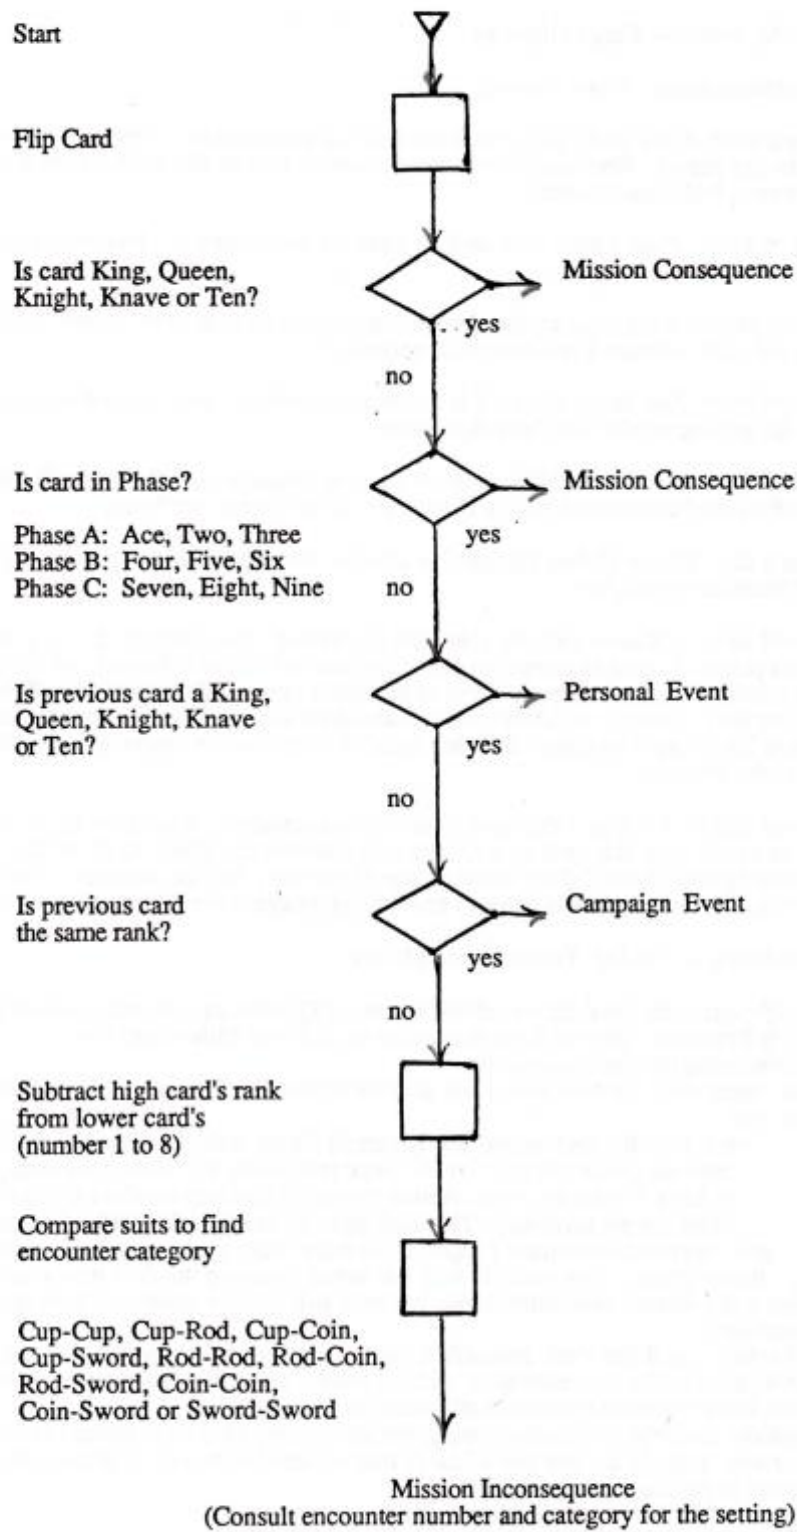 Start
Flip Card
Is card King, Queen,
Knight, Knave or Ten?
Mission Consequence
yes
no
Is card in Phase?
Mission Consequence
Phase A: Ace, Two, Three
Phase B: Four, Five, Six
Phase C: Seven, Eight, Nine
yes
no
Is previous card a King,
Queen, Knight, Knave
or Ten?
Personal Event
yes
no
Is previous card
the same rank?
Campaign Event
yes
no
Subtract high card's rank
from lower card's
(number 1 to 8)
Compare suits to find
encounter category
Cup-Cup, Cup-Rod, Cup-Coin,
Cup-Sword, Rod-Rod, Rod-Coin,
Rod-Sword, Coin-Coin,
Coin-Sword or Sword-Sword
Mission Inconsequence
(Consult encounter number and category for the setting)